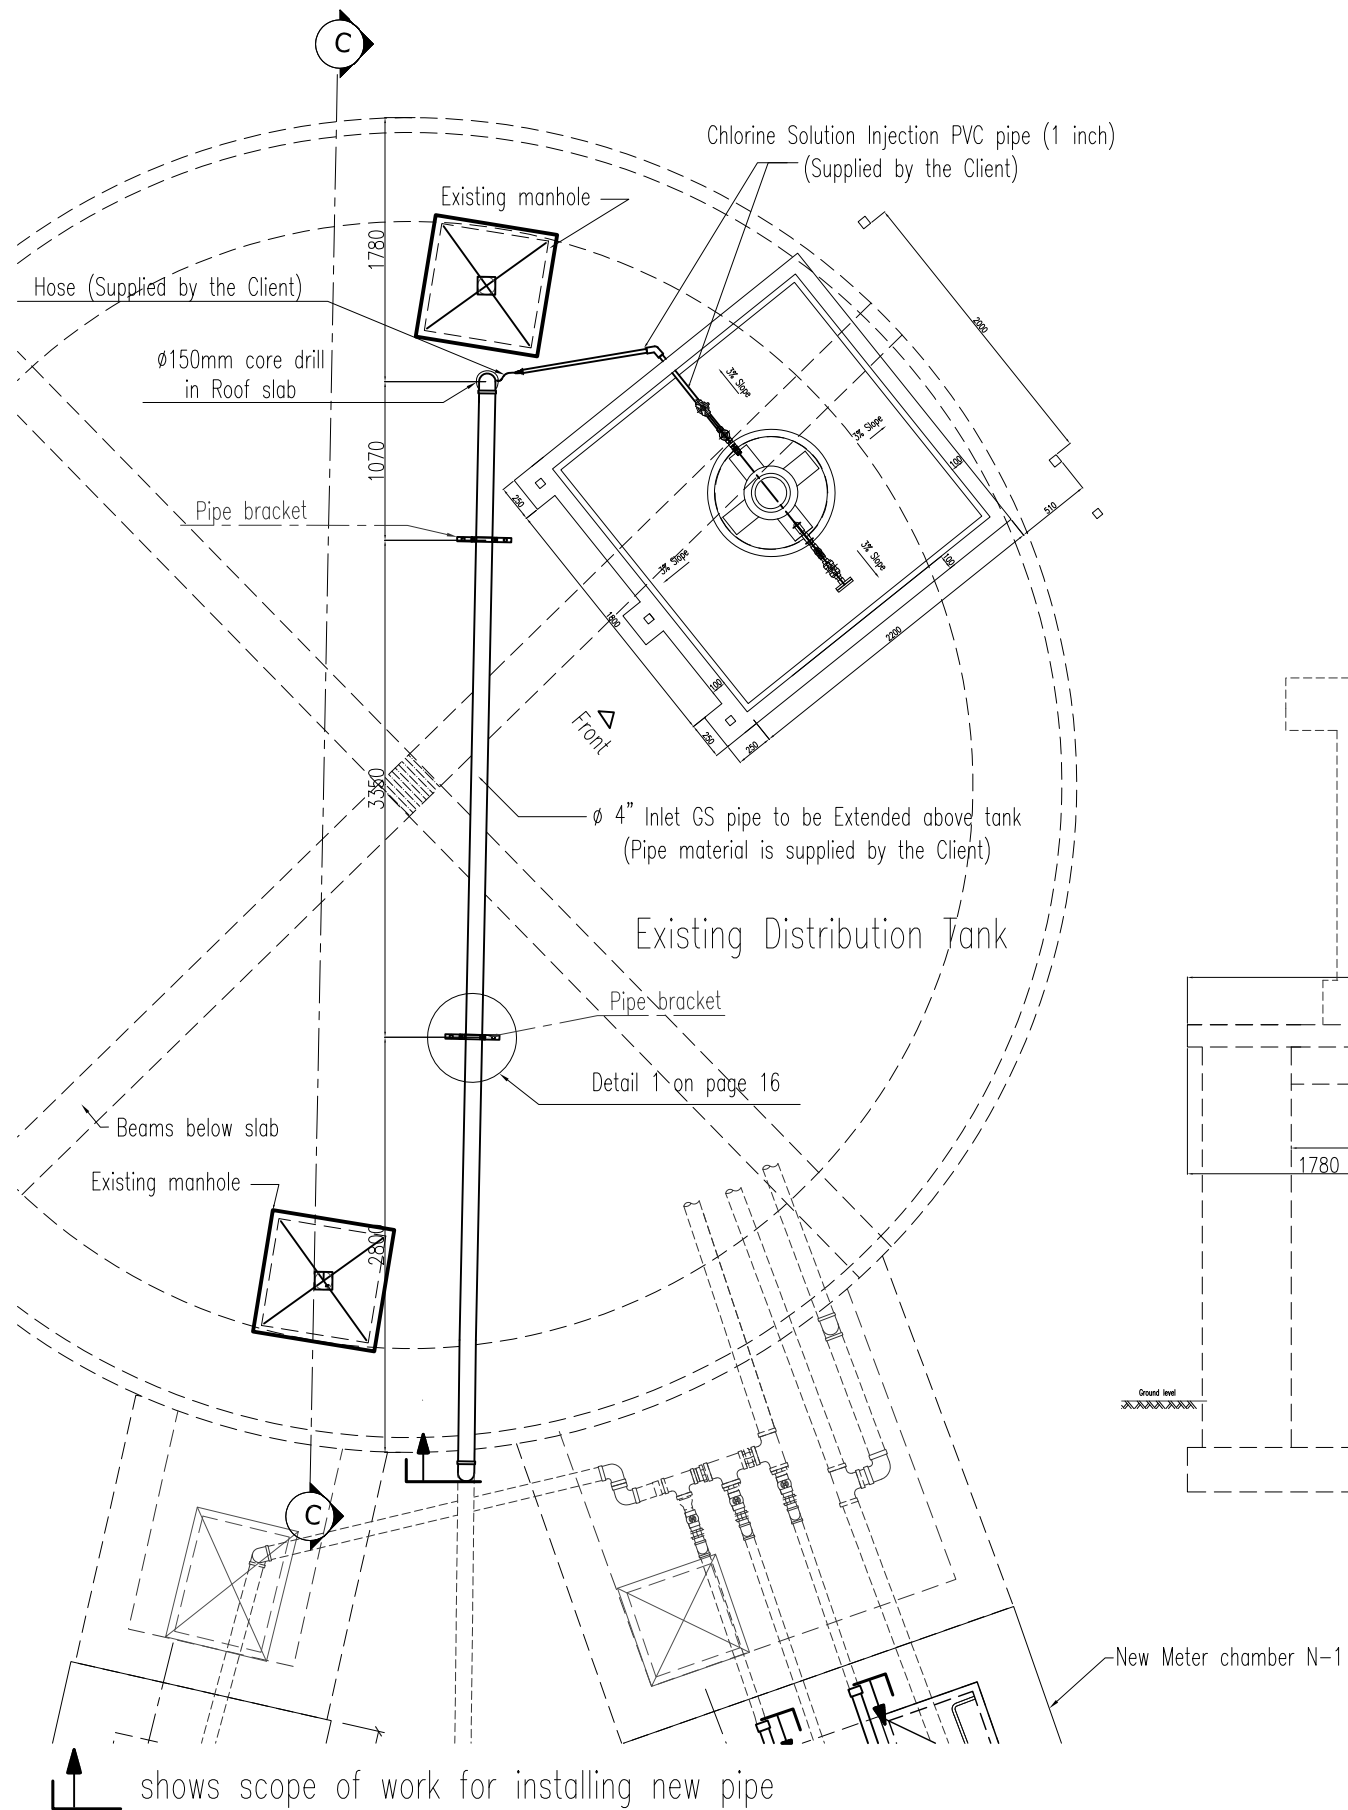 C
Chlorine Solution Injection PVC pipe (1 inch)
(Supplied by the Client)
Existing manhole
1780
Hose (Supplied by the Client)
2000
Ø150mm core drill
in Roof slab
3% Slope
3% Slope
1070
100
Pipe bracket
250
510
3% Slope
3% Slope
100
1800
2200
100
Front
250
250
3350
ø 4" Inlet GS pipe to be Extended above tank
(Pipe material is supplied by the Client)
Existing Distribution Tank
Pipe bracket
Detail 1 on page 16
Beams below slab
1780
Existing manhole
2800
Ground level
C
New Meter chamber N-1
shows scope of work for installing new pipe